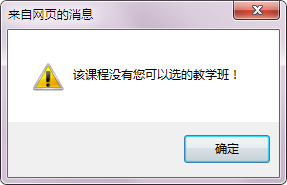 来自网页的消息
该课程没有您可以选的教学班！
确定